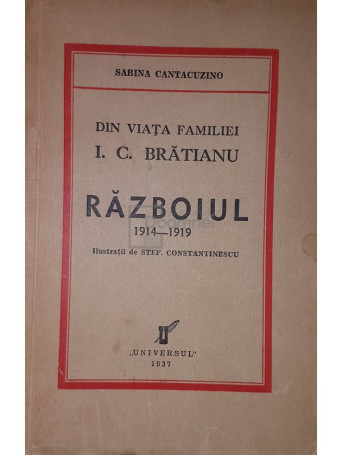 SABINA CANTACUZINO
DIN VIAȚA FAMILIEI
I. C. BRĂTIANU
RĂZBOIUL
1914—1919
Ilustrații de STEF. CONSTANTINESCU
„UNIVERSUL”
1937